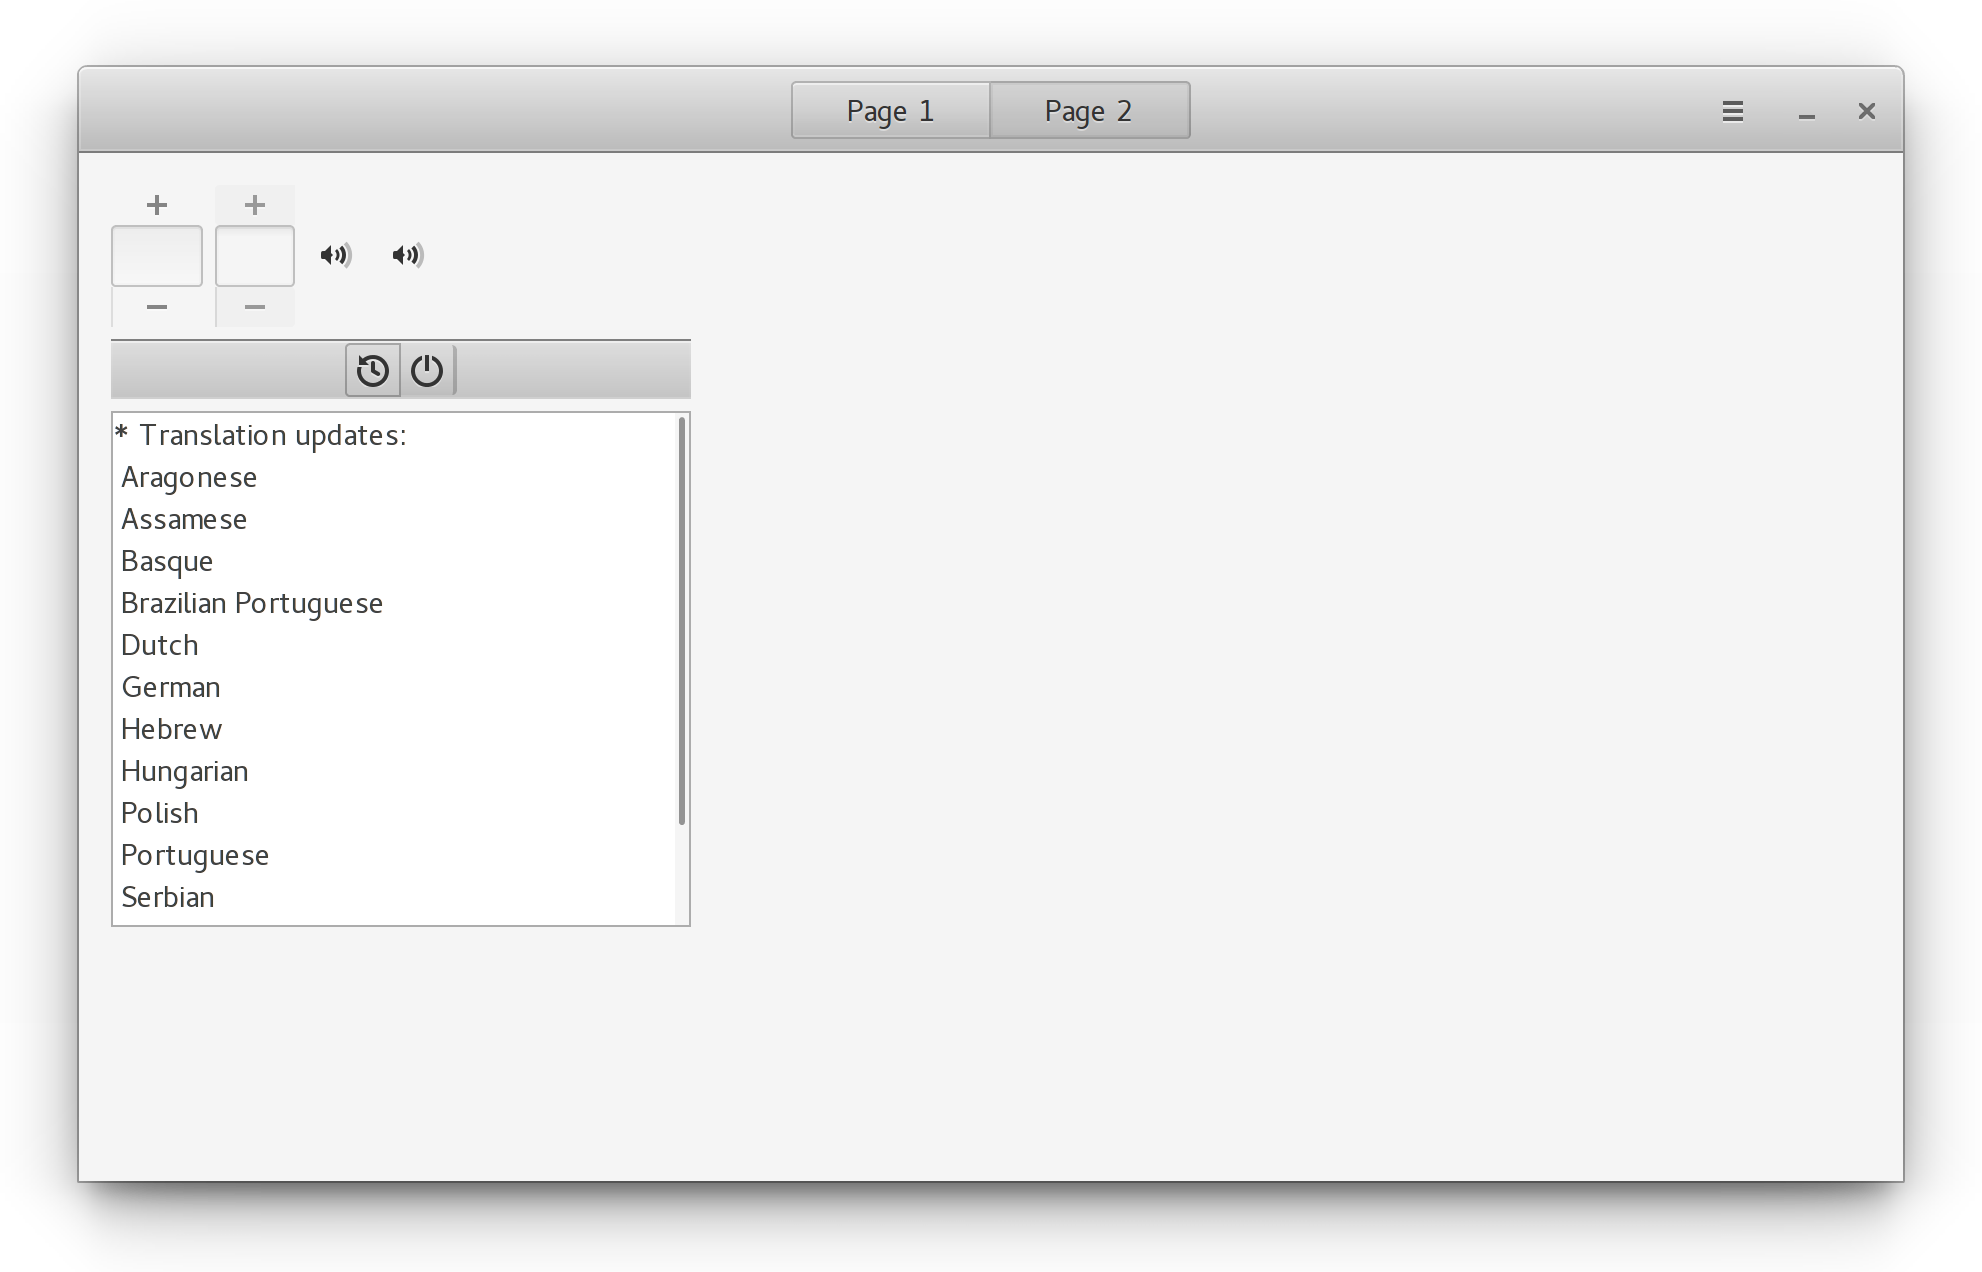 Page 1
Page 2
* Translation updates:
Aragonese
Assamese
Basque
Brazilian Portuguese
Dutch
German
Hebrew
Hungarian
Polish
Portuguese
Serbian